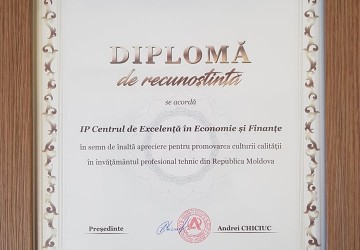 DIPLOMĂ
de recunoștință
se acordă
IP Centrul de Excelență în Economie și Finanțe
în semn de înaltă apreciere pentru promovarea culturii calității
în învățământul profesional tehnic din Republica Moldova
Președinte Andrei CHICIUC